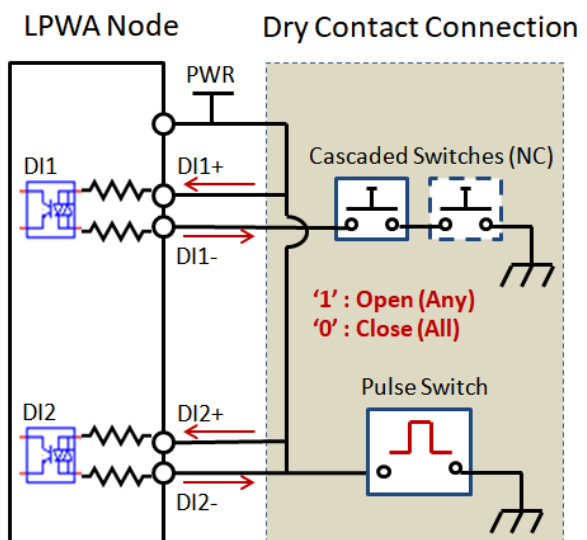 LPWA Node
Dry Contact Connection
PWR
DI1
DI1+
Cascaded Switches (NC)
DI1-
‘1’ : Open (Any)
‘0’ : Close (All)
Pulse Switch
DI2
DI2+
DI2-